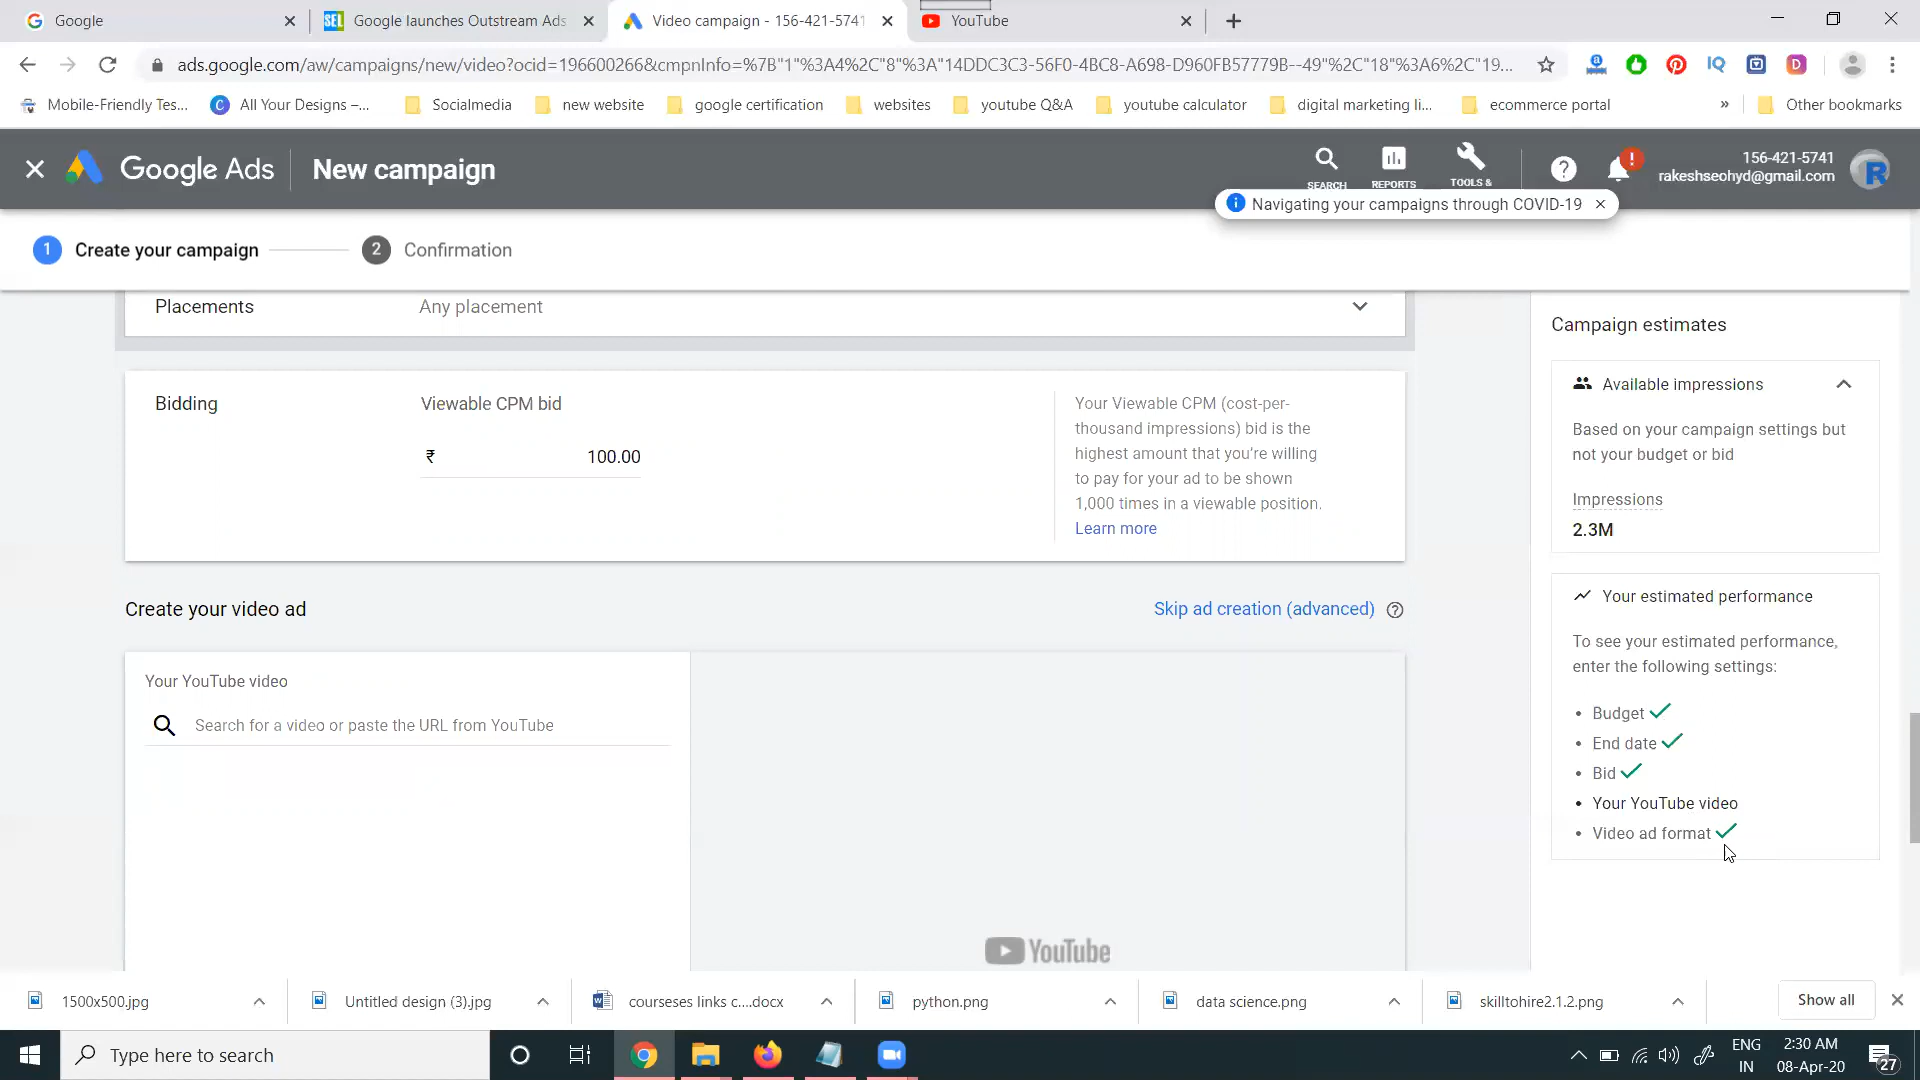 Google
SEL Google launches Outstream Ads
Video campaign - 156-421-5741
YouTube
ads.google.com/aw/campaigns/new/video?ocid=196600266&cmpnInfo=%7B"1"%3A4%2C"8"%3A"14DDC3C3-56F0-4BC8-A698-D960FB57779B--49"%2C"18"%3A6%2C"19...
Mobile-Friendly Tes...
All Your Designs –...
Socialmedia
new website
google certification
websites
youtube Q&A
youtube calculator
digital marketing li...
ecommerce portal
»
Other bookmarks
Google Ads
New campaign
SEARCH
REPORTS
TOOLS &
156-421-5741
rakeshseohyd@gmail.com
Navigating your campaigns through COVID-19
1 Create your campaign
2 Confirmation
Placements
Any placement
Bidding
Viewable CPM bid
₹ 100.00
Your Viewable CPM (cost-per-
thousand impressions) bid is the
highest amount that you're willing
to pay for your ad to be shown
1,000 times in a viewable position.
Learn more
Create your video ad
Skip ad creation (advanced)
Your YouTube video
Search for a video or paste the URL from YouTube
YouTube
Campaign estimates
Available impressions
Based on your campaign settings but
not your budget or bid
Impressions
2.3M
Your estimated performance
To see your estimated performance,
enter the following settings:
• Budget
• End date
• Bid
• Your YouTube video
• Video ad format
1500x500.jpg
Untitled design (3).jpg
courseses links c....docx
python.png
data science.png
skilltohire2.1.2.png
Show all
Type here to search
ENG
IN
2:30 AM
08-Apr-20
27